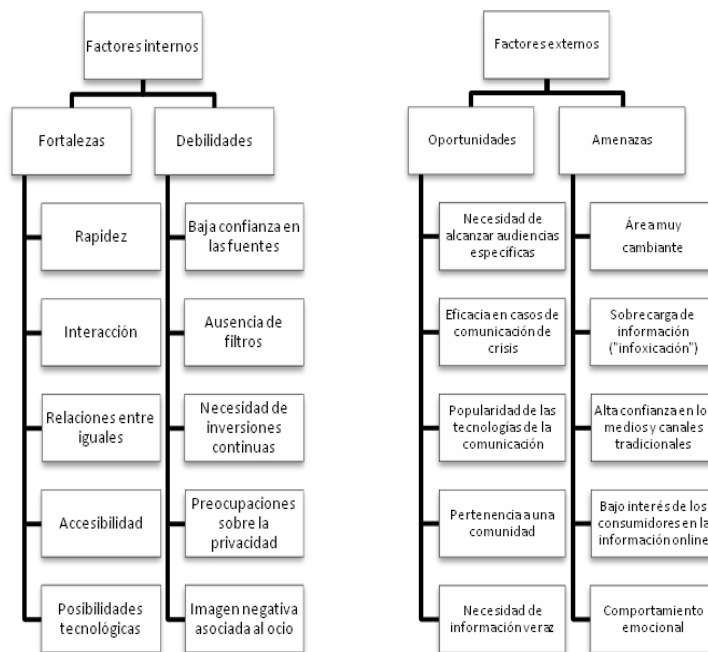 Factores internos
Fortalezas
Debilidades
Rapidez
Interacción
Relaciones entre
iguales
Accesibilidad
Posibilidades
tecnológicas
Baja confianza en
las fuentes
Ausencia de
filtros
Necesidad de
inversiones
continuas
Preocupaciones
sobre la
privacidad
Imagen negativa
asociada al ocio
Factores externos
Oportunidades
Amenazas
Necesidad de
alcanzar audiencias
específicas
Eficacia en casos de
comunicación de
crisis
Popularidad de las
tecnologías de la
comunicación
Pertenencia a una
comunidad
Necesidad de
información veraz
Área muy
cambiante
Sobrecarga de
información
("infoxicación")
Alta confianza en lo
medios y canales
tradicionales
Bajo interés de los
consumidores en la
información online
Comportamiento
emocional